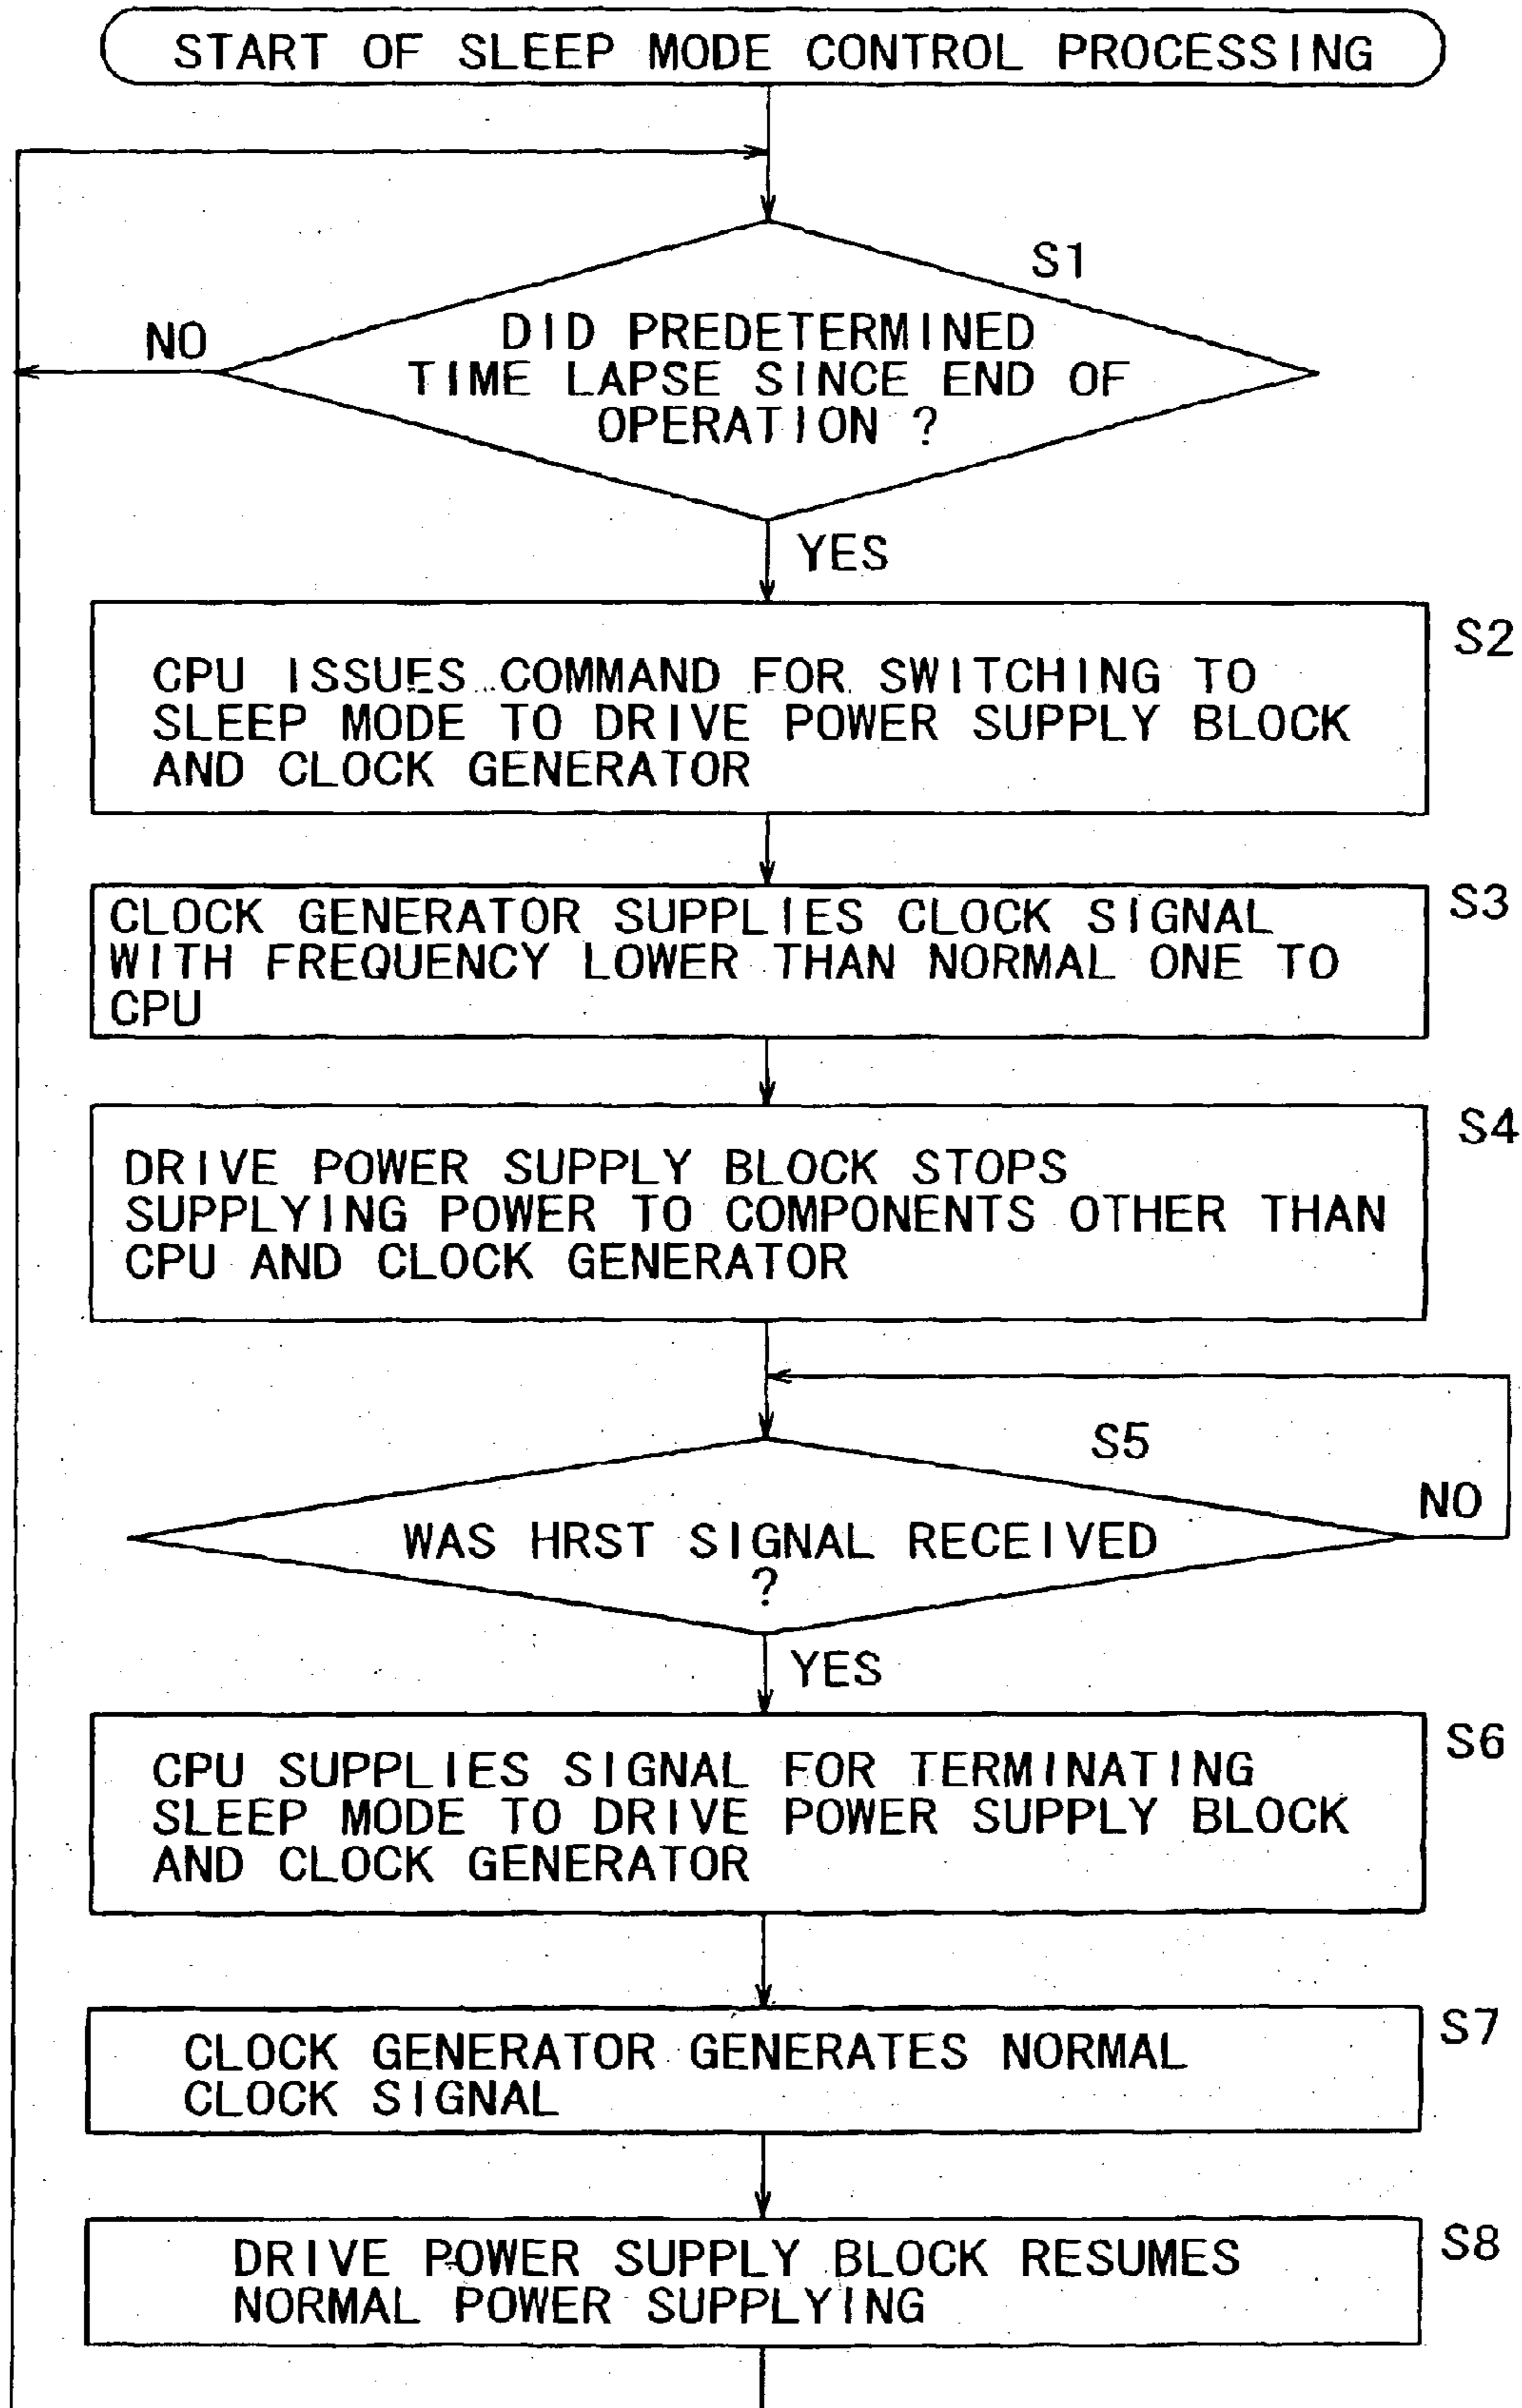 START OF SLEEP MODE CONTROL PROCESSING
S1
NO
DID PREDETERMINED
TIME LAPSE SINCE END OF
OPERATION ?
YES
S2
CPU ISSUES COMMAND FOR SWITCHING TO
SLEEP MODE TO DRIVE POWER SUPPLY BLOCK
AND CLOCK GENERATOR
S3
CLOCK GENERATOR SUPPLIES CLOCK SIGNAL
WITH FREQUENCY LOWER THAN NORMAL ONE TO
CPU
S4
DRIVE POWER SUPPLY BLOCK STOPS
SUPPLYING POWER TO COMPONENTS OTHER THAN
CPU AND CLOCK GENERATOR
S5
NO
WAS HRST SIGNAL RECEIVED
?
YES
S6
CPU SUPPLIES SIGNAL FOR TERMINATING
SLEEP MODE TO DRIVE POWER SUPPLY BLOCK
AND CLOCK GENERATOR
S7
CLOCK GENERATOR GENERATES NORMAL
CLOCK SIGNAL
S8
DRIVE POWER SUPPLY BLOCK RESUMES
NORMAL POWER SUPPLYING